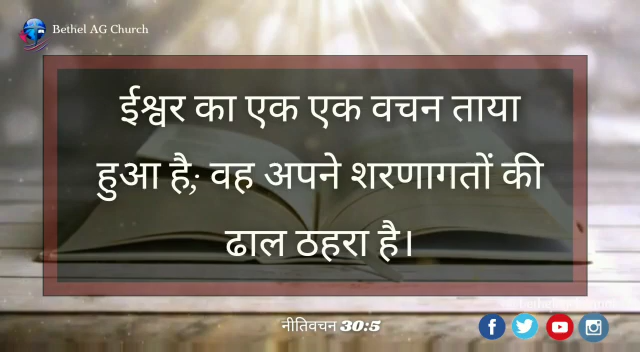 Bethel AG Church
ईश्वर का एक एक वचन ताया
हुआ है; वह अपने शरणागतों की
ढाल ठहरा है।
नीतिवचन 30:5